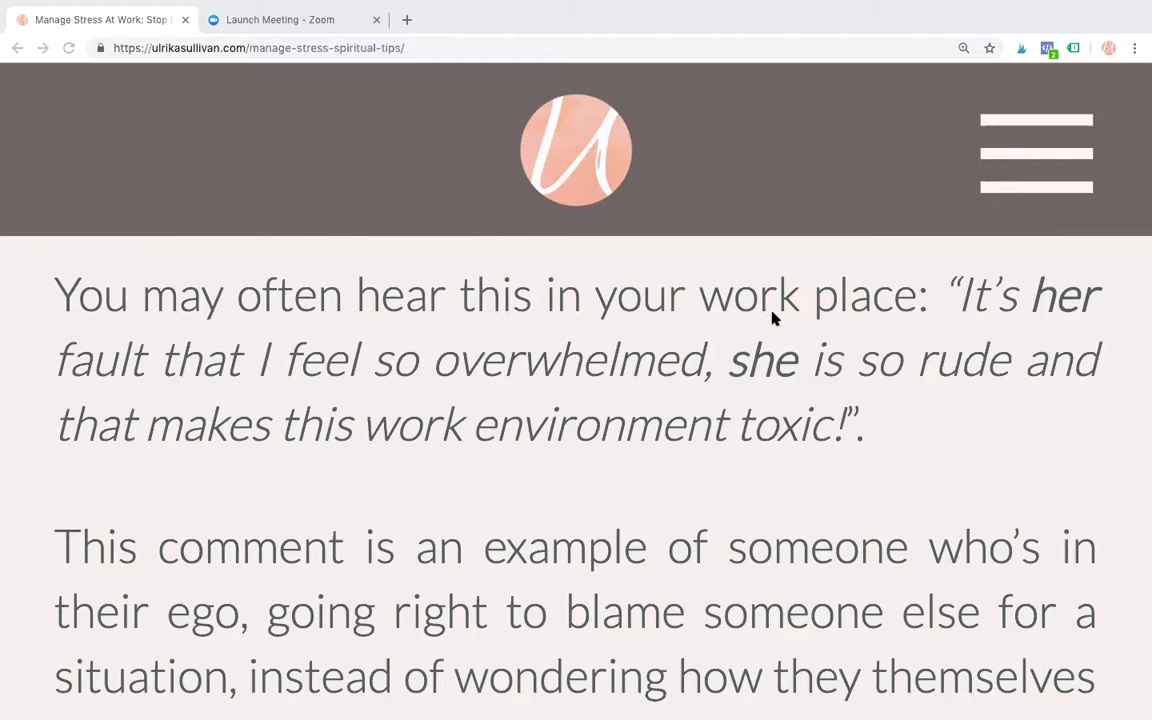 Manage Stress At Work: Stop
Launch Meeting - Zoom
https://ulrikasullivan.com/manage-stress-spiritual-tips/
2
U
You may often hear this in your work place: “It’s her
fault that I feel so overwhelmed, she is so rude and
that makes this work environment toxic!”.
This comment is an example of someone who’s in
their ego, going right to blame someone else for a
situation, instead of wondering how they themselves